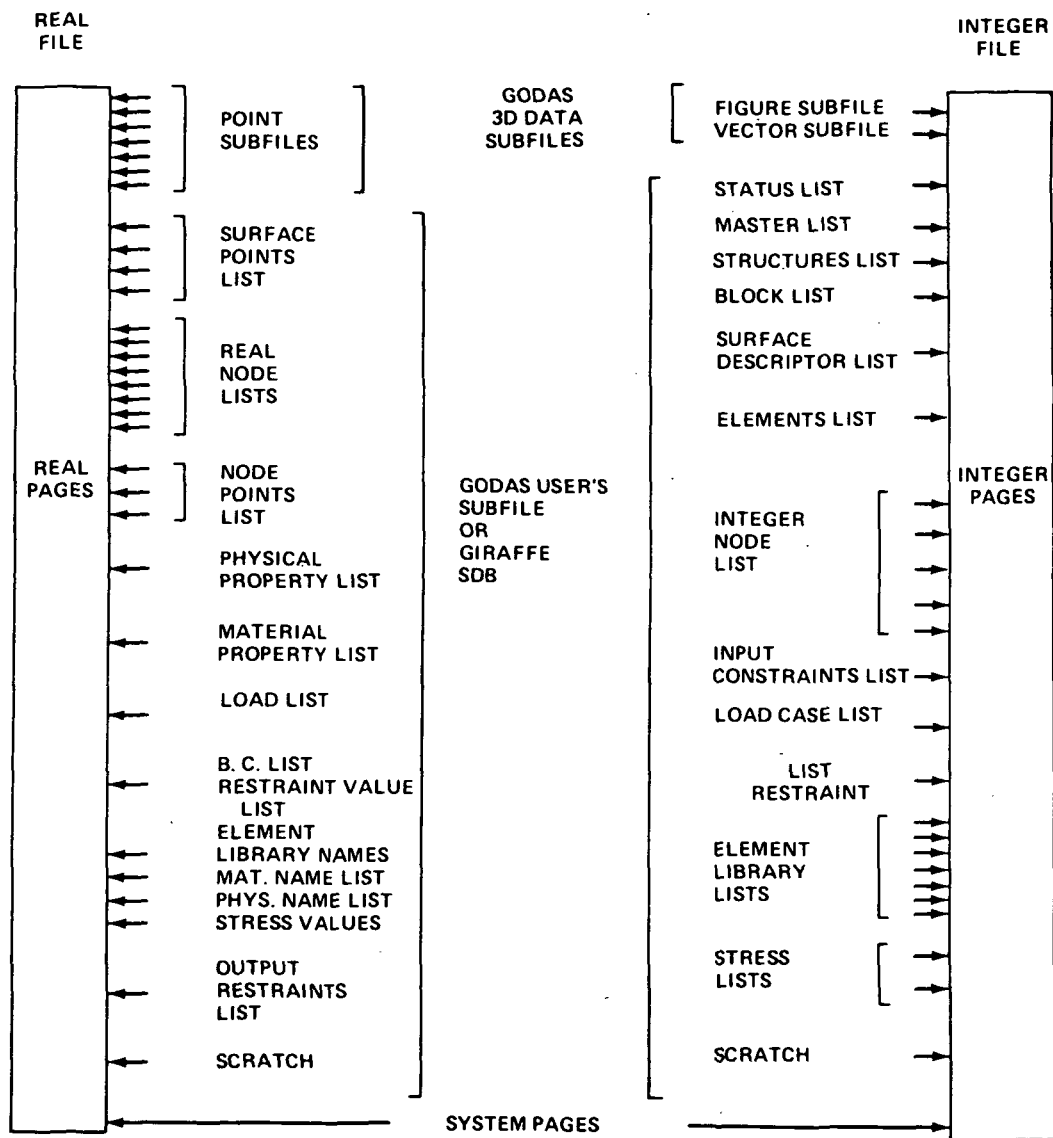 REAL
FILE
INTEGER
FILE
POINT
SUBFILES
GODAS
3D DATA
SUBFILES
FIGURE SUBFILE
VECTOR SUBFILE
SURFACE
POINTS
LIST
REAL
NODE
LISTS
REAL
PAGES
NODE
POINTS
LIST
PHYSICAL
PROPERTY LIST
MATERIAL
PROPERTY LIST
LOAD LIST
B. C. LIST
RESTRAINT VALUE
LIST
ELEMENT
LIBRARY NAMES
MAT. NAME LIST
PHYS. NAME LIST
STRESS VALUES
OUTPUT
RESTRAINTS
LIST
SCRATCH
GODAS USER'S
SUBFILE
OR
GIRAFFE
SDB
STATUS LIST
MASTER LIST
STRUCTURES LIST
BLOCK LIST
SURFACE
DESCRIPTOR LIST
ELEMENTS LIST
INTEGER
NODE
LIST
INTEGER
PAGES
INPUT
CONSTRAINTS LIST
LOAD CASE LIST
LIST
RESTRAINT
ELEMENT
LIBRARY
LISTS
STRESS
LISTS
SCRATCH
SYSTEM PAGES